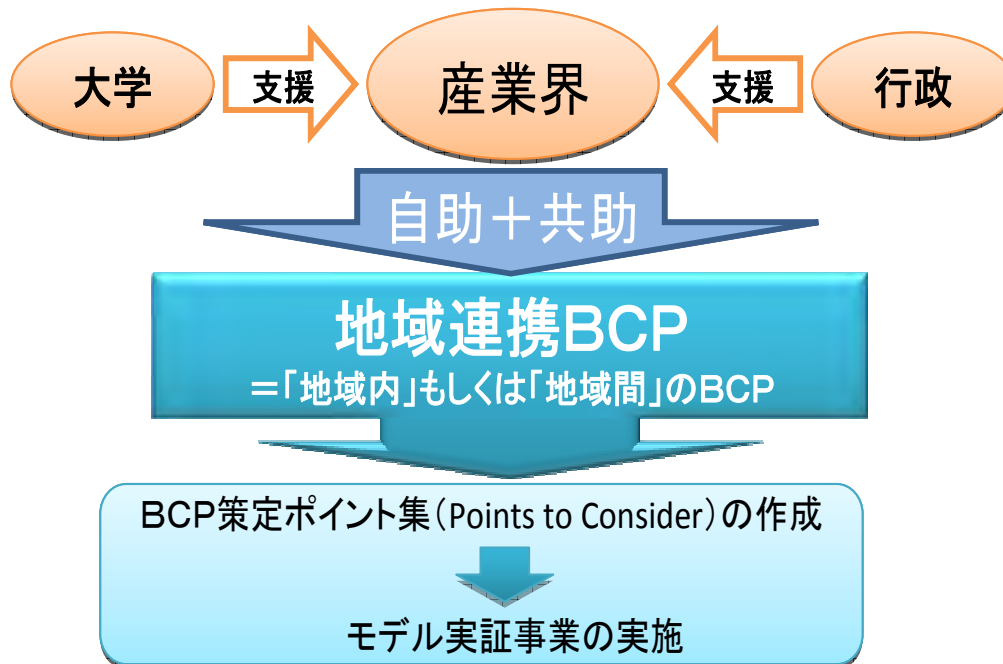 大学
支援
産業界
支援
行政
自助＋共助
地域連携BCP
＝「地域内」もしくは「地域間」のBCP
BCP策定ポイント集（Points to Consider）の作成
モデル実証事業の実施